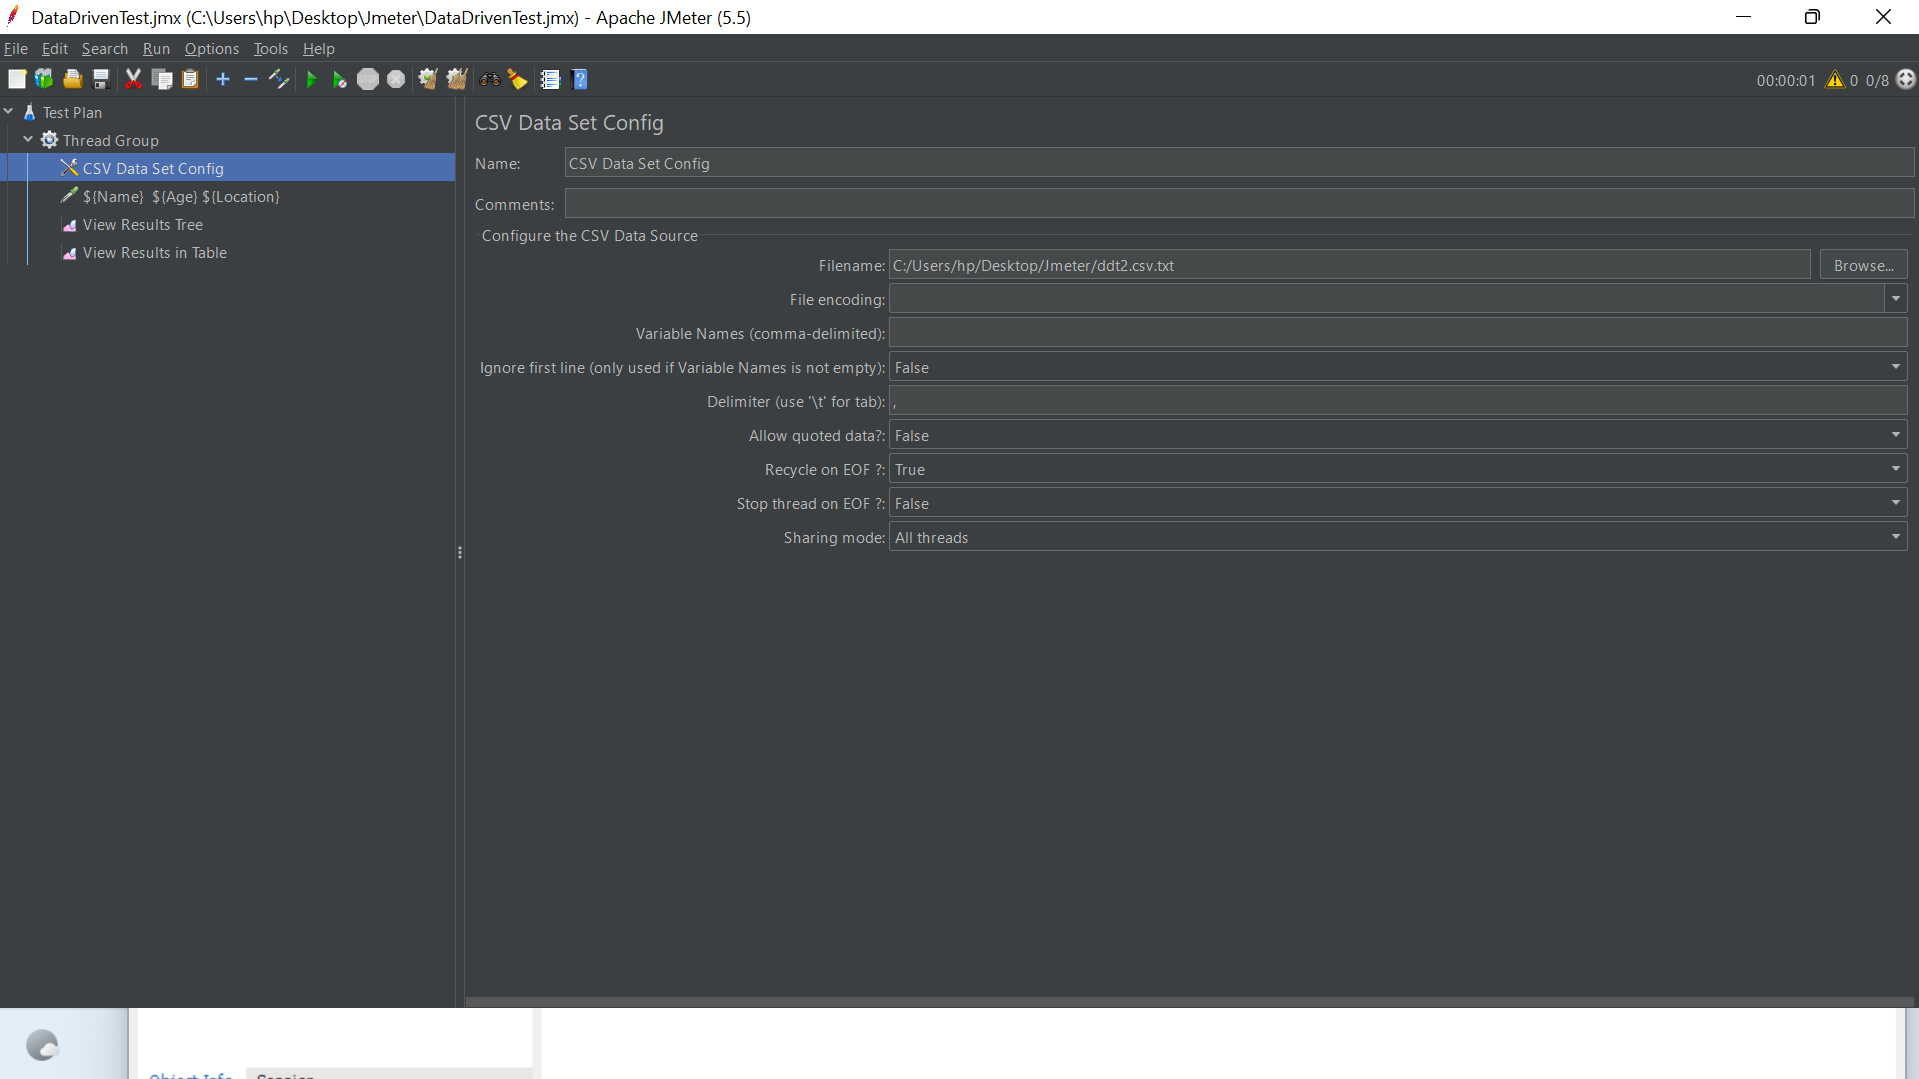 DataDrivenTest.jmx (C:\Users\hp\Desktop\Jmeter\DataDrivenTest.jmx) - Apache JMeter (5.5)
File Edit Search Run Options Tools Help
00:00:01 0 0/8
Test Plan
Thread Group
CSV Data Set Config
${Name} ${Age} ${Location}
View Results Tree
View Results in Table
CSV Data Set Config
Name: CSV Data Set Config
Comments:
Configure the CSV Data Source
Filename: C:/Users/hp/Desktop/Jmeter/ddt2.csv.txt Browse...
File encoding:
Variable Names (comma-delimited):
Ignore first line (only used if Variable Names is not empty): False
Delimiter (use '\t' for tab): ,
Allow quoted data?: False
Recycle on EOF ?: True
Stop thread on EOF ?: False
Sharing mode: All threads